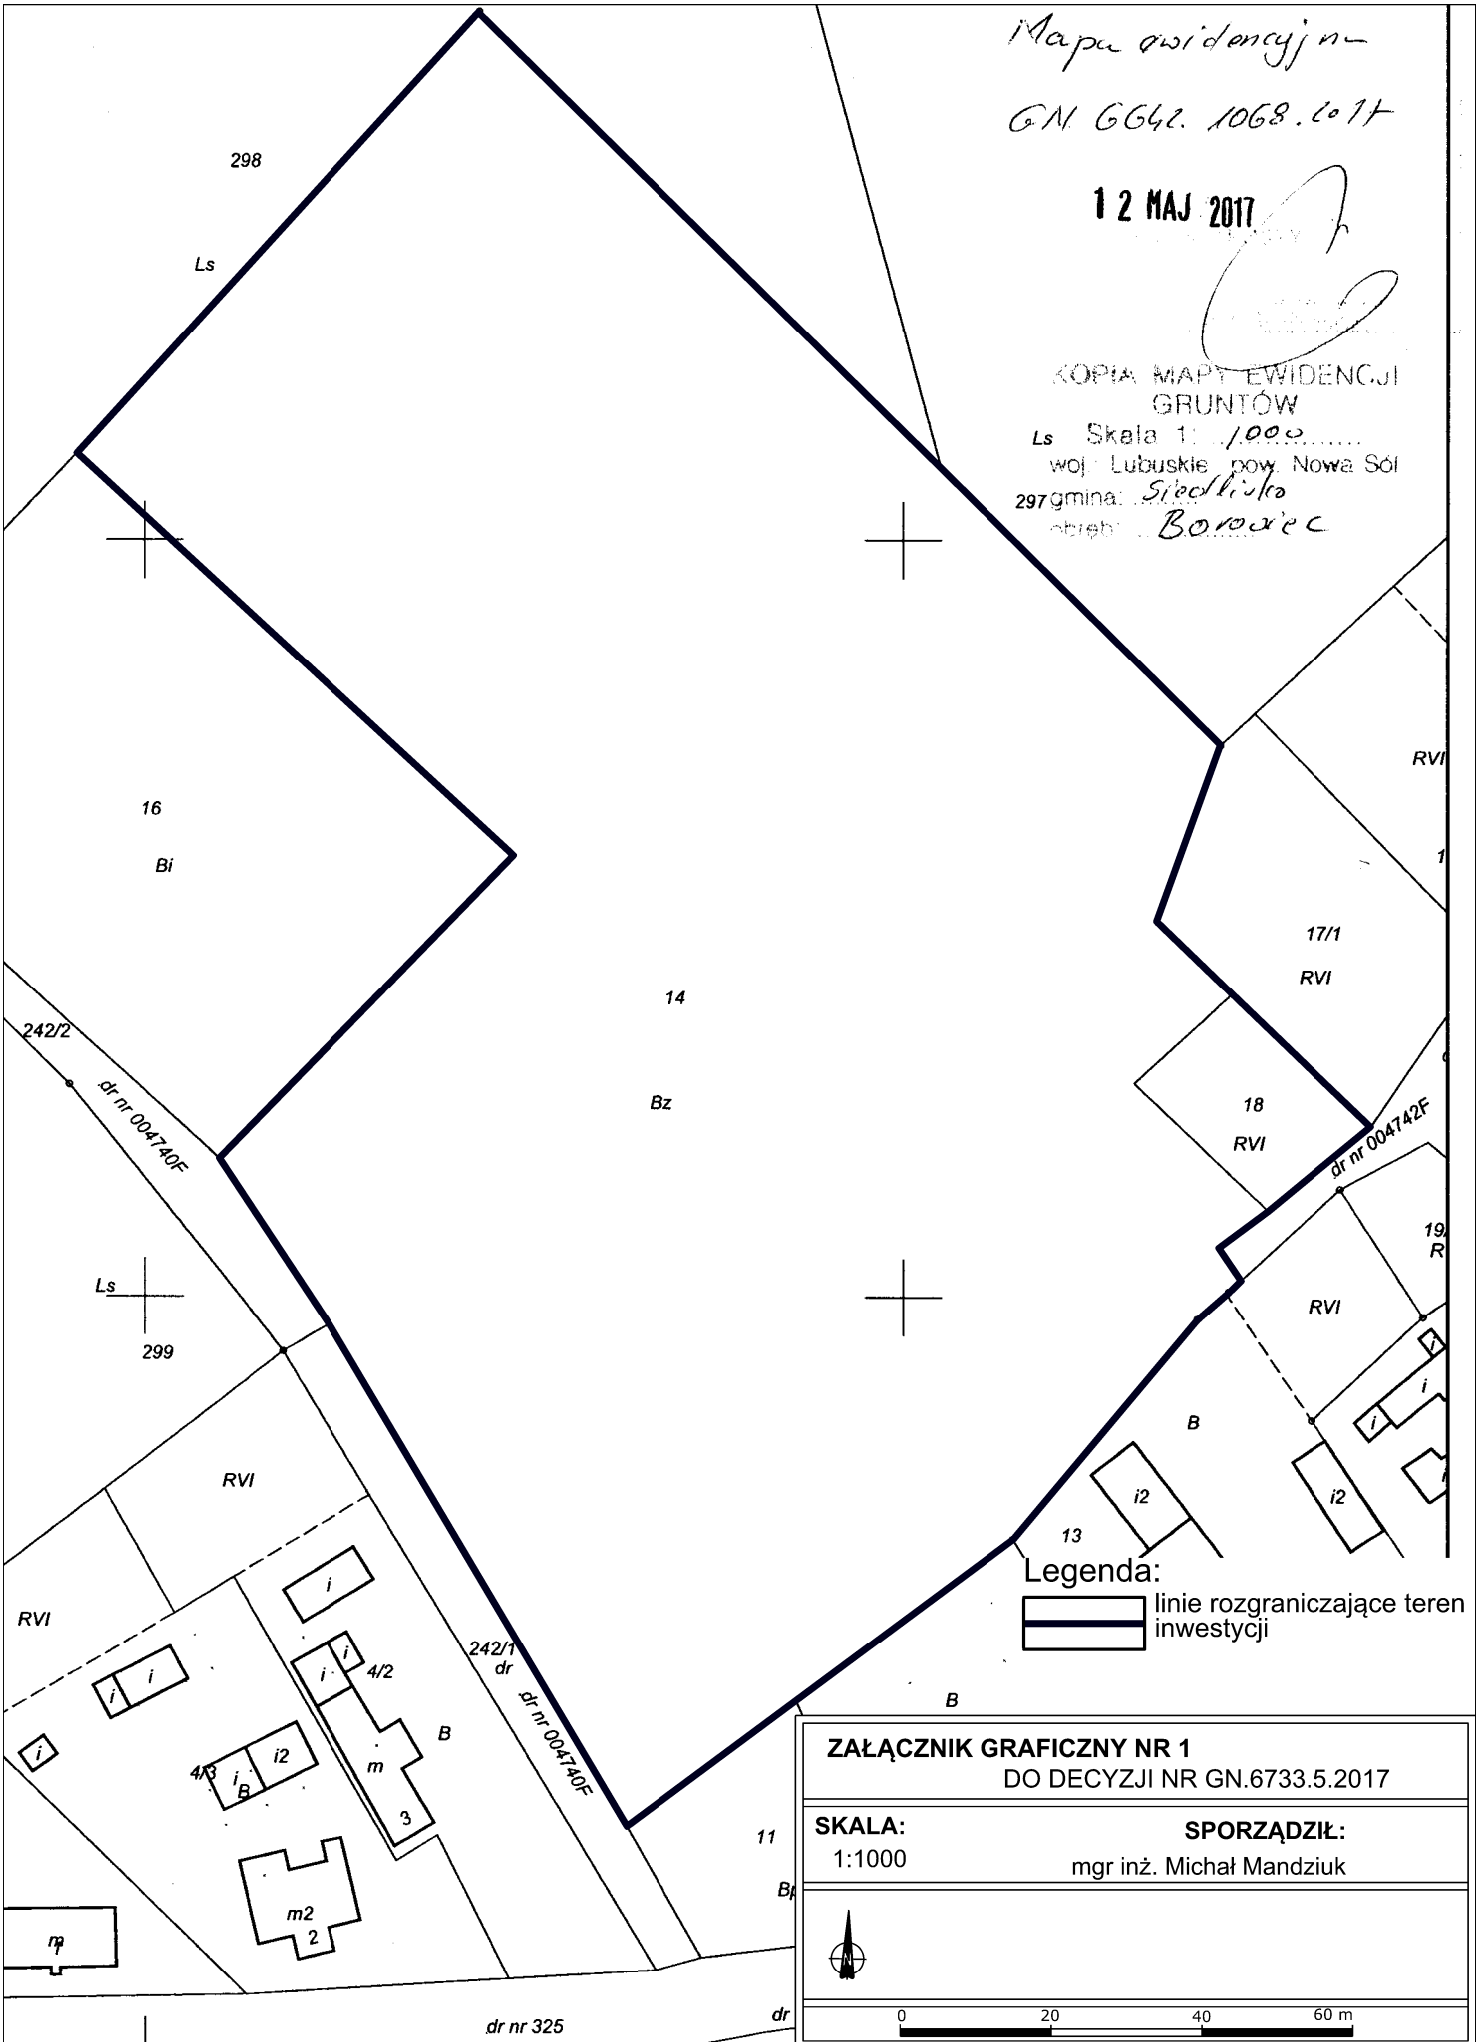 Mapa ewidencyjna
GN. 6642. 1068. 2017
12 MAJ 2017
KOPIA MAPY EWIDENCJI
GRUNTÓW
Skala 1: 1000
woj. Lubuskie pow. Nowa Sól
gmina: Siedlisko
obręb: Borowiec
298
Ls
Ls
297
16
Bi
RVI
1
17/1
RVI
14
Bz
242/2
dr nr 004740F
18
RVI
dr nr 004742F
19/
R
RVI
Ls
299
i
i
i
B
i2
i2
i
13
RVI
RVI
i
i
i
4/2
242/1
dr
dr nr 004740F
i
i
i
4/3
i
B
i2
m
B
3
B
11
Bp
m2
2
m
1
dr nr 325
dr
Legenda:
linie rozgraniczające teren
inwestycji
ZAŁĄCZNIK GRAFICZNY NR 1
DO DECYZJI NR GN.6733.5.2017
SKALA:
1:1000
SPORZĄDZIŁ:
mgr inż. Michał Mandziuk
0 20 40 60 m